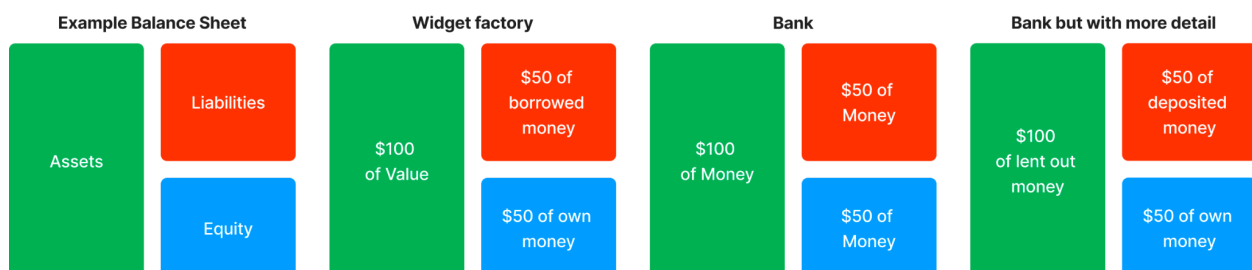 Example Balance Sheet
Assets
Liabilities
Equity
Widget factory
$100
of Value
$50 of
borrowed
money
$50 of own
money
Bank
$100
of Money
$50 of
Money
$50 of
Money
Bank but with more detail
$100
of lent out
money
$50 of
deposited
money
$50 of own
money